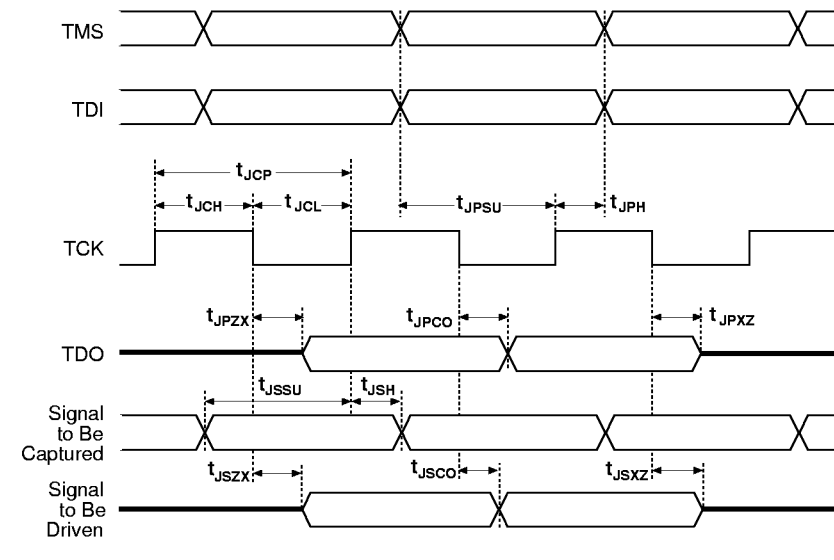 TMS
TDI
tJCP
tJCH
tJCL
tJPSU
tJPH
TCK
tJPZX
tJPCO
tJPXZ
TDO
tJSSU
tJSH
Signal
to Be
Captured
tJSZX
tJSCO
tJSXZ
Signal
to Be
Driven